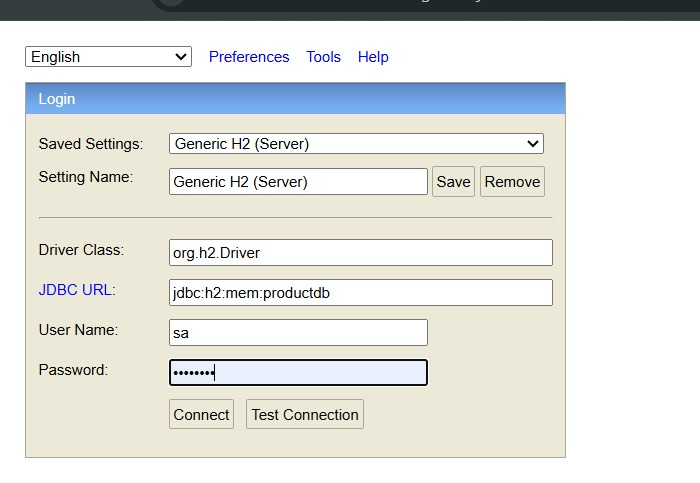 English Preferences Tools Help
Login
Saved Settings: Generic H2 (Server)
Setting Name: Generic H2 (Server) Save Remove
Driver Class: org.h2.Driver
JDBC URL: jdbc:h2:mem:productdb
User Name: sa
Password: ••••••••
Connect Test Connection